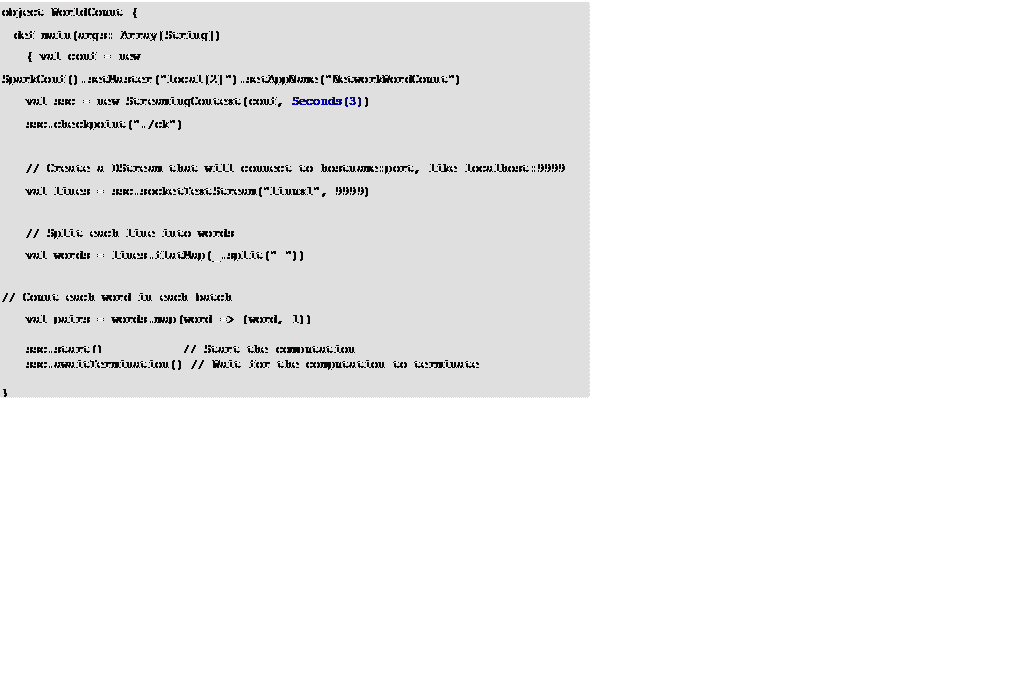 object WorldCount {
def main(args: Array[String])
{ val conf = new
SparkConf().setMaster("local[2]").setAppName("NetworkWordCount")
val ssc = new StreamingContext(conf, Seconds(3))
ssc.checkpoint("./ck")
// Create a DStream that will connect to hostname:port, like localhost:9999
val lines = ssc.socketTextStream("linux1", 9999)
// Split each line into words
val words = lines.flatMap(_.split(" "))
// Count each word in each batch
val pairs = words.map(word => (word, 1))
ssc.start() // Start the computation
ssc.awaitTermination() // Wait for the computation to terminate
}